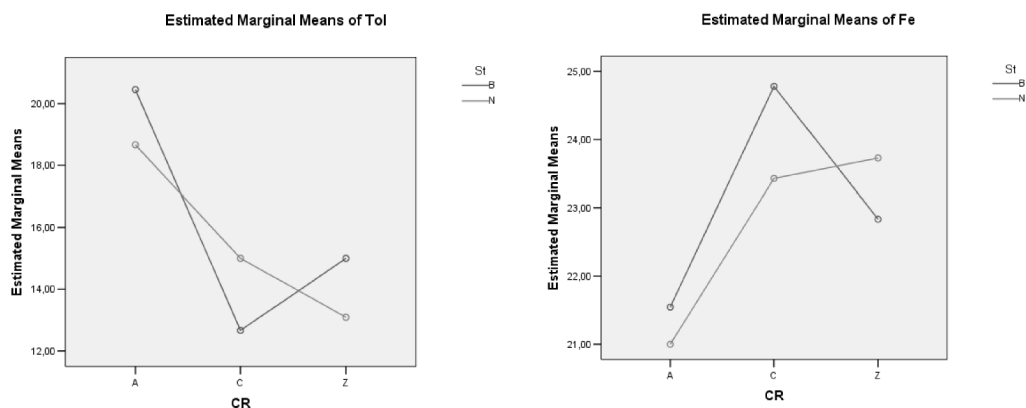 Estimated Marginal Means of Tol
St
B
N
Estimated Marginal Means
20,00
18,00
16,00
14,00
12,00
A C Z
CR
Estimated Marginal Means of Fe
St
B
N
Estimated Marginal Means
25,00
24,00
23,00
22,00
21,00
A C Z
CR